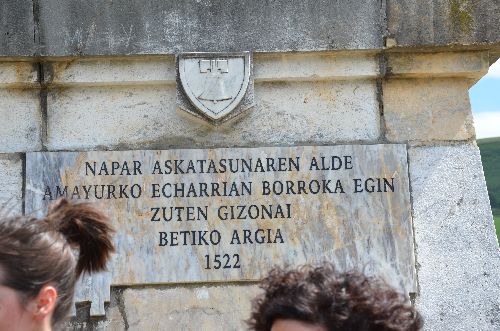 NAPAR ASKATASUNAREN ALDE
AMAYURKO ECHARRIAN BORROKA EGIN
ZUTEN GIZONAI
BETIKO ARGIA
1522